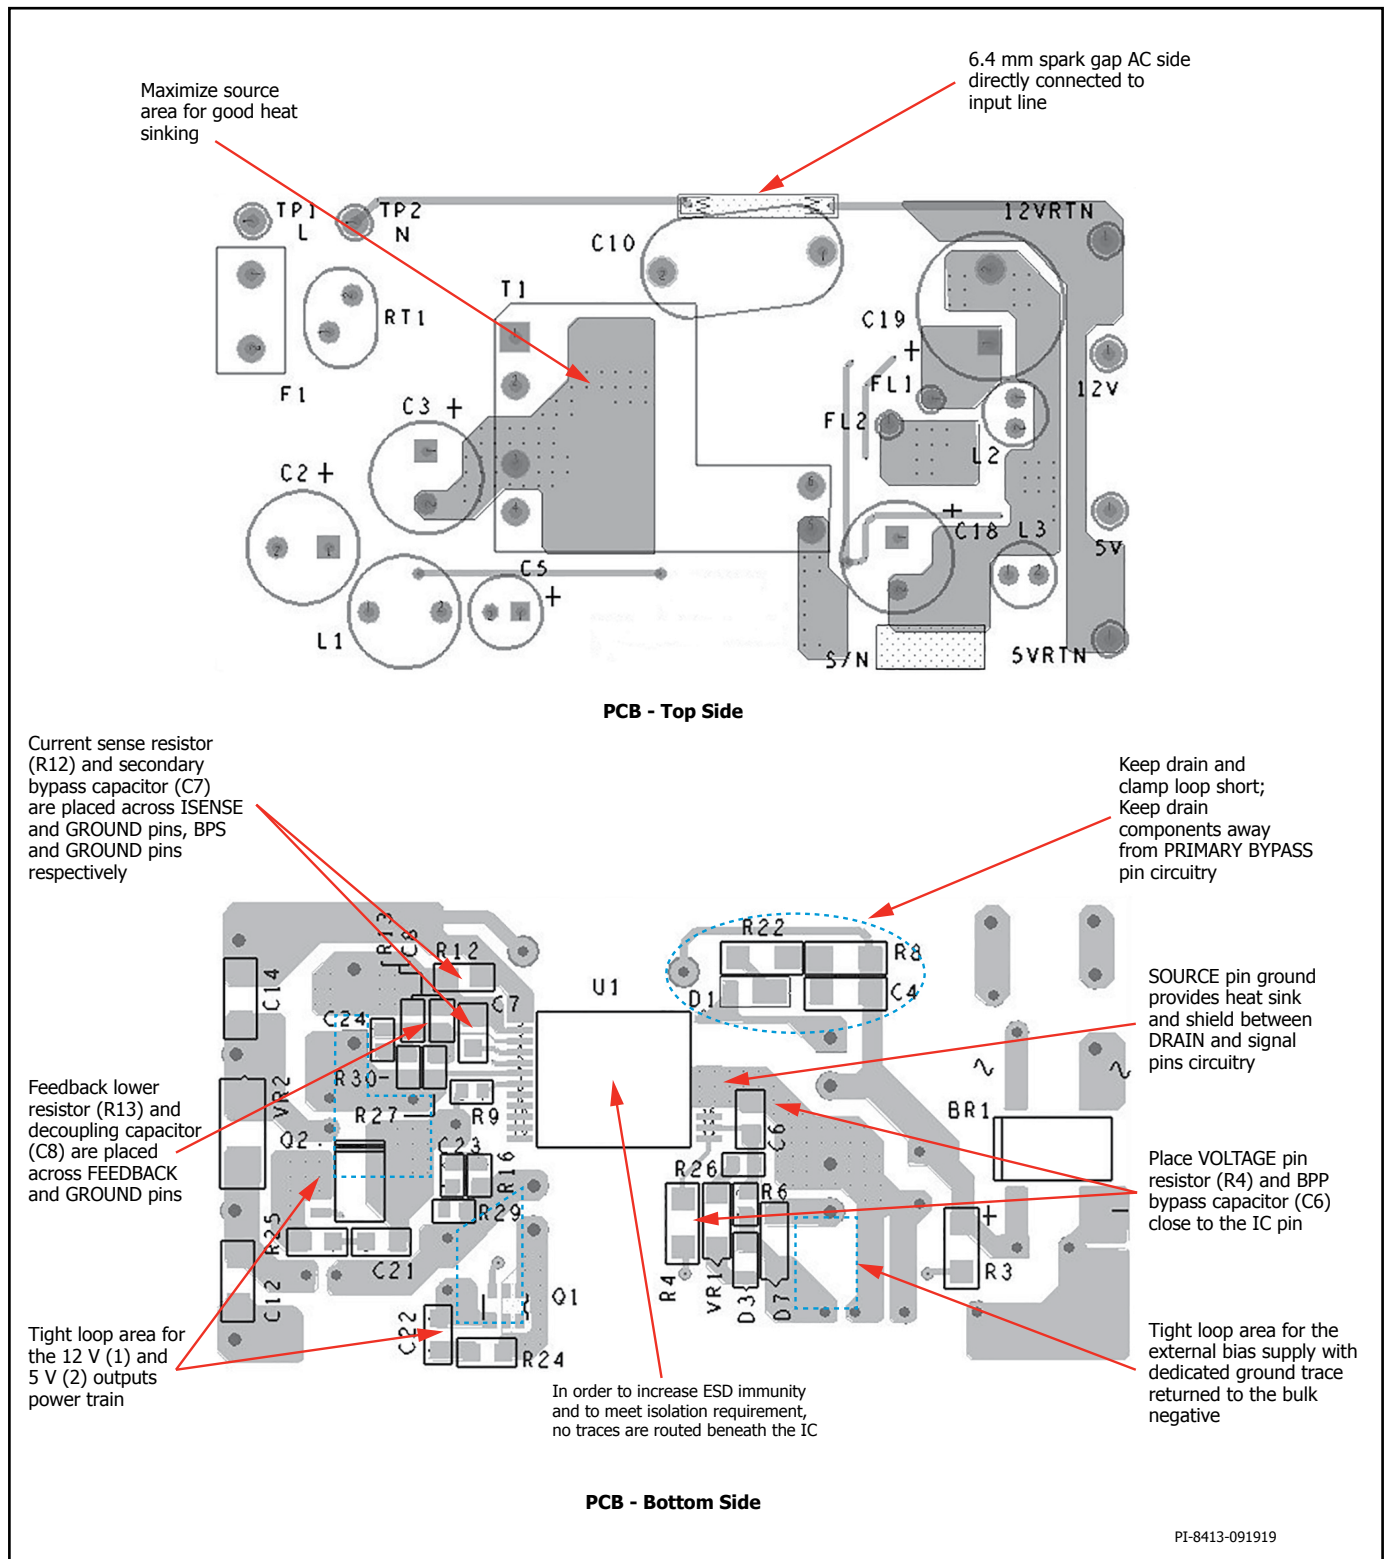 Maximize source
area for good heat
sinking
6.4 mm spark gap AC side
directly connected to
input line
TP1
L
TP2
N
C10
12VRTN
T1
RT1
F1
C19
+
12V
FL1
FL2
L2
C3 +
C2 +
+
C18
L3
5V
C5
+
L1
S/N
5VRTN
PCB - Top Side
Current sense resistor
(R12) and secondary
bypass capacitor (C7)
are placed across ISENSE
and GROUND pins, BPS
and GROUND pins
respectively
Keep drain and
clamp loop short;
Keep drain
components away
from PRIMARY BYPASS
pin circuitry
R13
C8
R12
R22
R8
C14
U1
D1
C4
C7
C24
SOURCE pin ground
provides heat sink
and shield between
DRAIN and signal
pins circuitry
Feedback lower
resistor (R13) and
decoupling capacitor
(C8) are placed
across FEEDBACK
and GROUND pins
R30
VR2
R27
R9
Q2
C23
R16
C6
BR1
~
~
R26
R6
R29
Place VOLTAGE pin
resistor (R4) and BPP
bypass capacitor (C6)
close to the IC pin
R25
C21
C12
+
-
R3
R4
VR1
D3
D7
Q1
C22
R24
Tight loop area for
the 12 V (1) and
5 V (2) outputs
power train
Tight loop area for the
external bias supply with
dedicated ground trace
returned to the bulk
negative
In order to increase ESD immunity
and to meet isolation requirement,
no traces are routed beneath the IC
PCB - Bottom Side
PI-8413-091919